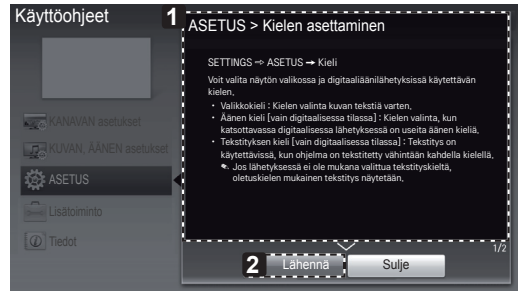 Käyttöohjeet
1
ASETUS > Kielen asettaminen
SETTINGS ➾ ASETUS ➞ Kieli
Voit valita näytön valikossa ja digitaaliäänilähetyksissä käytettävän
kielen.
• Valikkokieli : Kielen valinta kuvan tekstiä varten.
• Äänen kieli [vain digitaalisessa tilassa] : Kielen valinta, kun
katsottavassa digitaalisessa lähetyksessä on useita äänen kieliä.
• Tekstityksen kieli [vain digitaalisessa tilassa] : Tekstitys on
käytettävissä, kun ohjelma on tekstitetty vähintään kahdella kielellä.
✎ Jos lähetyksessä ei ole mukana valittua tekstityskieltä,
oletuskielen mukainen tekstitys näytetään.
KANAVAN asetukset
KUVAN, ÄÄNEN asetukset
ASETUS
Lisätoiminto
Tiedot
1/2
2
Lähennä
Sulje